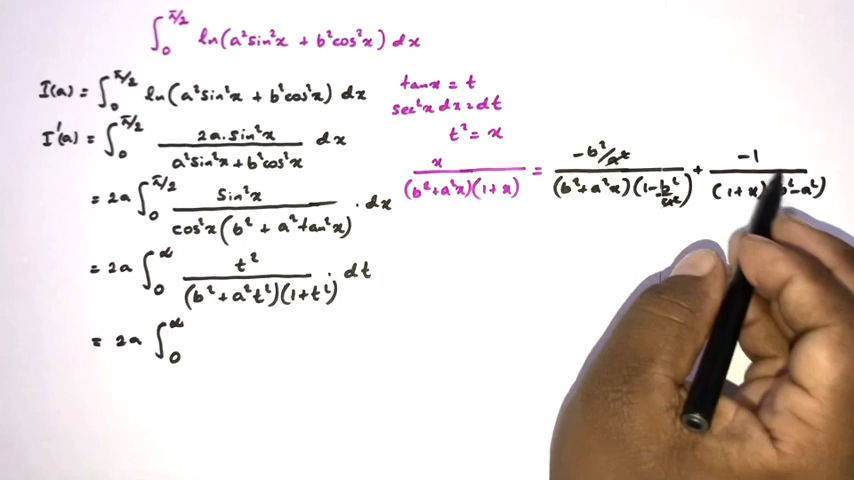 ∫₀^{π/2} ln(a²sin²x + b²cos²x) dx
I(a) = ∫₀^{π/2} ln(a²sin²x + b²cos²x) dx
I'(a) = ∫₀^{π/2} 2a.sin²x / (a²sin²x + b²cos²x) dx
= 2a ∫₀^{π/2} sin²x / (cos²x (b² + a²tan²x)) . dx
= 2a ∫₀^∞ t² / ((b² + a²t²)(1+t²)) . dt
= 2a ∫₀^∞
tanx = t
sec²x dx = dt
t² = x
x / ((b² + a²x)(1+x)) = (-b²/a²) / ((b² + a²x)(1 - b²/a²)) + -1 / ((1+x)(b² - a²))